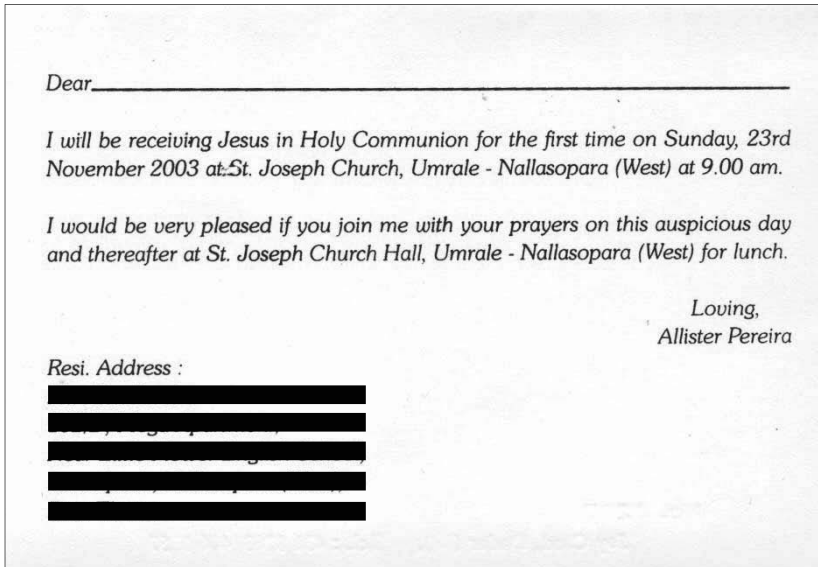 Dear
I will be receiving Jesus in Holy Communion for the first time on Sunday, 23rd
November 2003 at St. Joseph Church, Umrale - Nallasopara (West) at 9.00 am.
I would be very pleased if you join me with your prayers on this auspicious day
and thereafter at St. Joseph Church Hall, Umrale - Nallasopara (West) for lunch.
Loving,
Allister Pereira
Resi. Address :